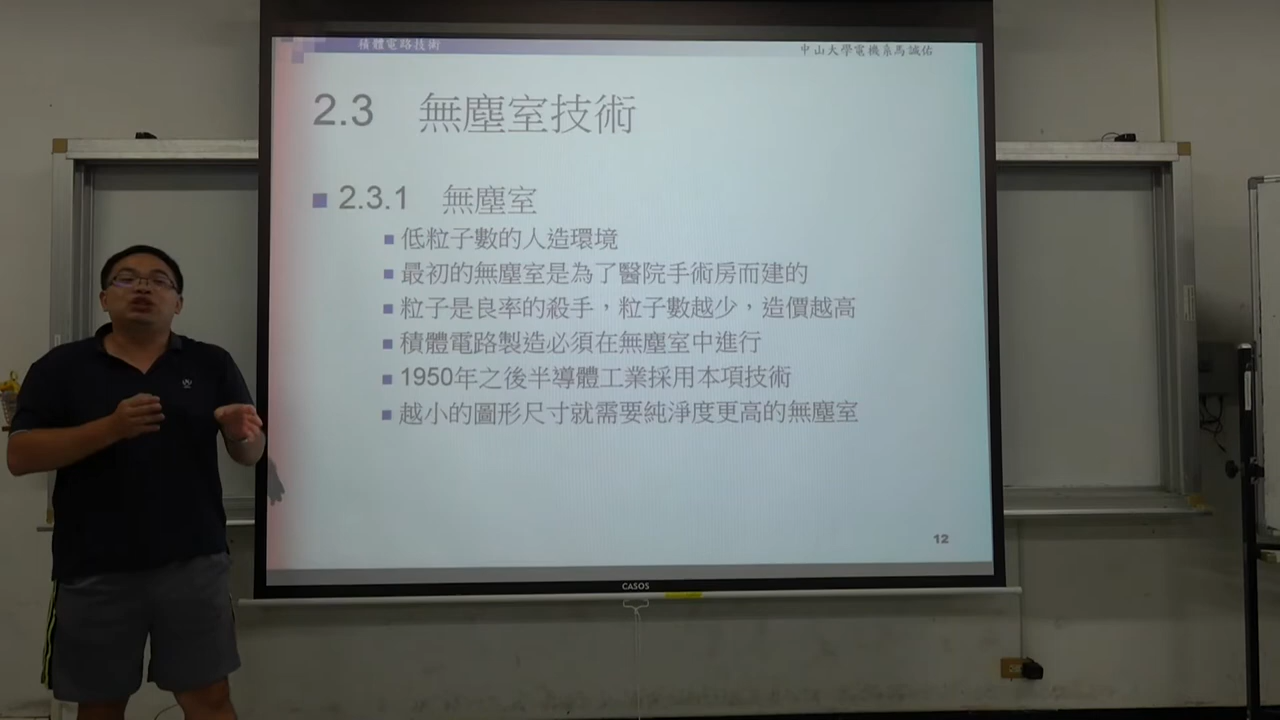 積體電路技術
中山大學電機系馬誠佑
2.3 無塵室技術
2.3.1 無塵室
低粒子數的人造環境
最初的無塵室是為了醫院手術房而建的
粒子是良率的殺手，粒子數越少，造價越高
積體電路製造必須在無塵室中進行
1950年之後半導體工業採用本項技術
越小的圖形尺寸就需要純淨度更高的無塵室
12
CASOS